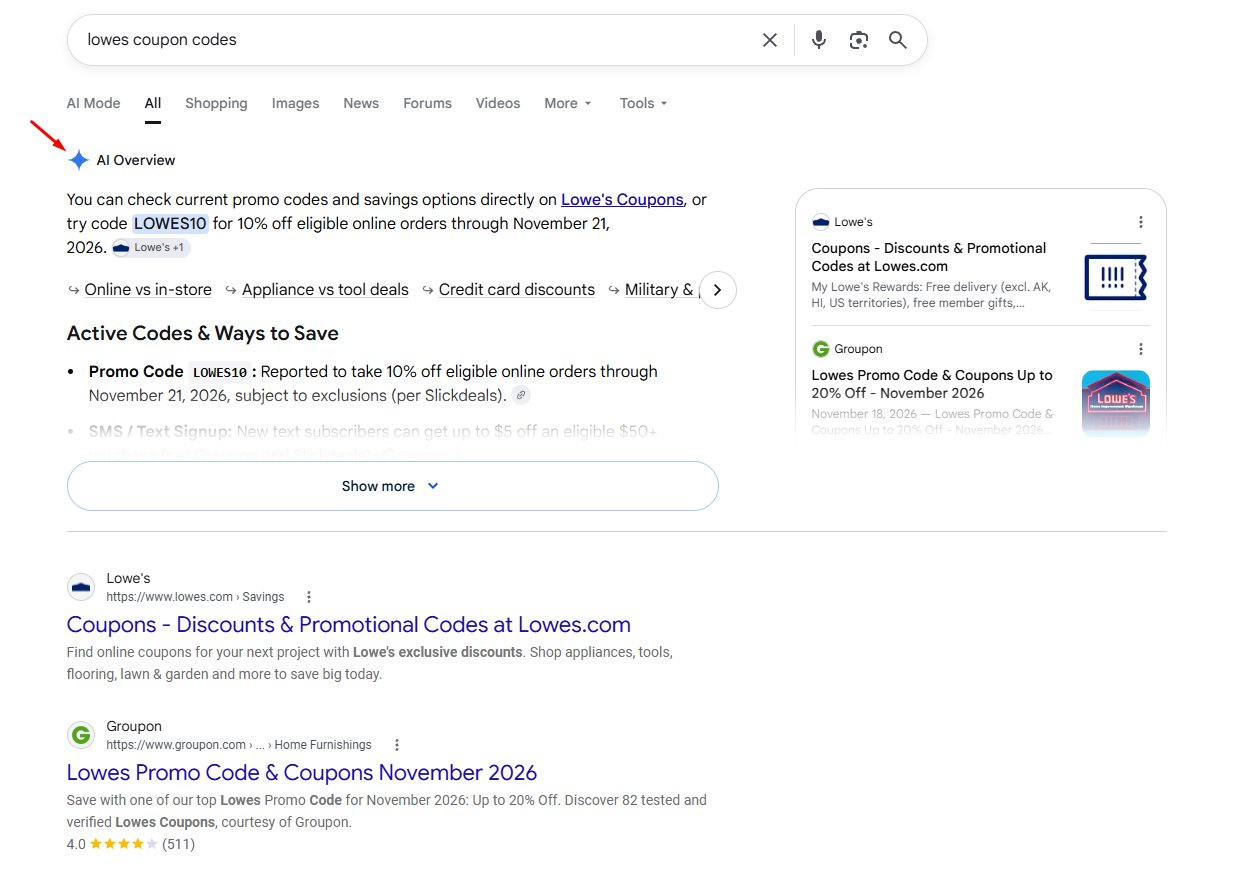 lowes coupon codes
AI Mode All Shopping Images News Forums Videos More Tools
AI Overview
You can check current promo codes and savings options directly on Lowe's Coupons, or
try code LOWES10 for 10% off eligible online orders through November 21,
2026. Lowe's +1
Online vs in-store Appliance vs tool deals Credit card discounts Military &
Active Codes & Ways to Save
• Promo Code LOWES10 : Reported to take 10% off eligible online orders through
November 21, 2026, subject to exclusions (per Slickdeals).
• SMS / Text Signup: New text subscribers can get up to $5 off an eligible $50+
Show more
Lowe's
Coupons - Discounts & Promotional
Codes at Lowes.com
My Lowe's Rewards: Free delivery (excl. AK,
HI, US territories), free member gifts,...
Groupon
Lowes Promo Code & Coupons Up to
20% Off - November 2026
LOWE'S
November 18, 2026 — Lowes Promo Code &
Coupons Up to 20% Off - November 2026...
Lowe's
https://www.lowes.com › Savings
Coupons - Discounts & Promotional Codes at Lowes.com
Find online coupons for your next project with Lowe's exclusive discounts. Shop appliances, tools,
flooring, lawn & garden and more to save big today.
Groupon
https://www.groupon.com › ... › Home Furnishings
Lowes Promo Code & Coupons November 2026
Save with one of our top Lowes Promo Code for November 2026: Up to 20% Off. Discover 82 tested and
verified Lowes Coupons, courtesy of Groupon.
4.0 (511)